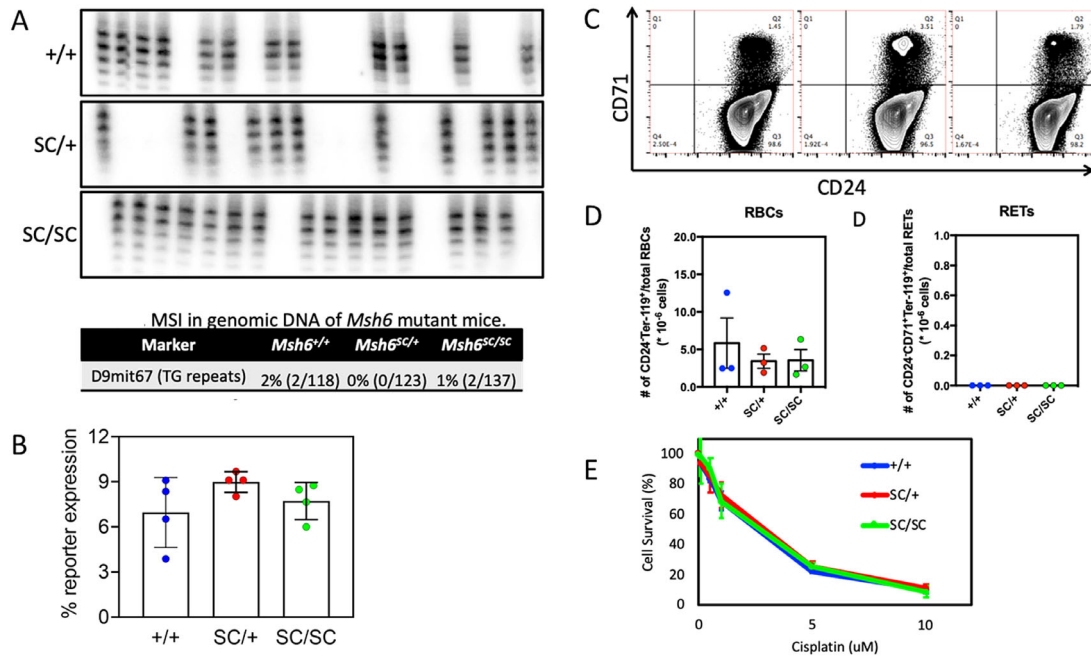 A
+/+
SC/+
SC/SC
MSI in genomic DNA of Msh6 mutant mice.
Marker Msh6+/+ Msh6SC/+ Msh6SC/SC
D9mit67 (TG repeats) 2% (2/118) 0% (0/123) 1% (2/137)
B
% reporter expression
12
9
6
3
0
+/+ SC/+ SC/SC
C
CD71
Q1
0
Q2
1.45
Q4
2.50E-4
Q3
98.6
Q1
0
Q2
3.51
Q4
1.92E-4
Q3
96.5
Q1
0
Q2
1.79
Q4
1.67E-4
Q3
98.2
CD24
D
RBCs
# of CD24-Ter-119+/total RBCs
(* 10-6 cells)
20.0
15.0
10.0
5.0
0.0
+/+ SC/+ SC/SC
D
RETs
# of CD24-CD71+Ter-119+/total RETs
(* 10-6 cells)
1.0
0.8
0.6
0.4
0.2
0.0
+/+ SC/+ SC/SC
E
Cell Survival (%)
100
80
60
40
20
0
0 5 10
Cisplatin (uM)
+/+
SC/+
SC/SC